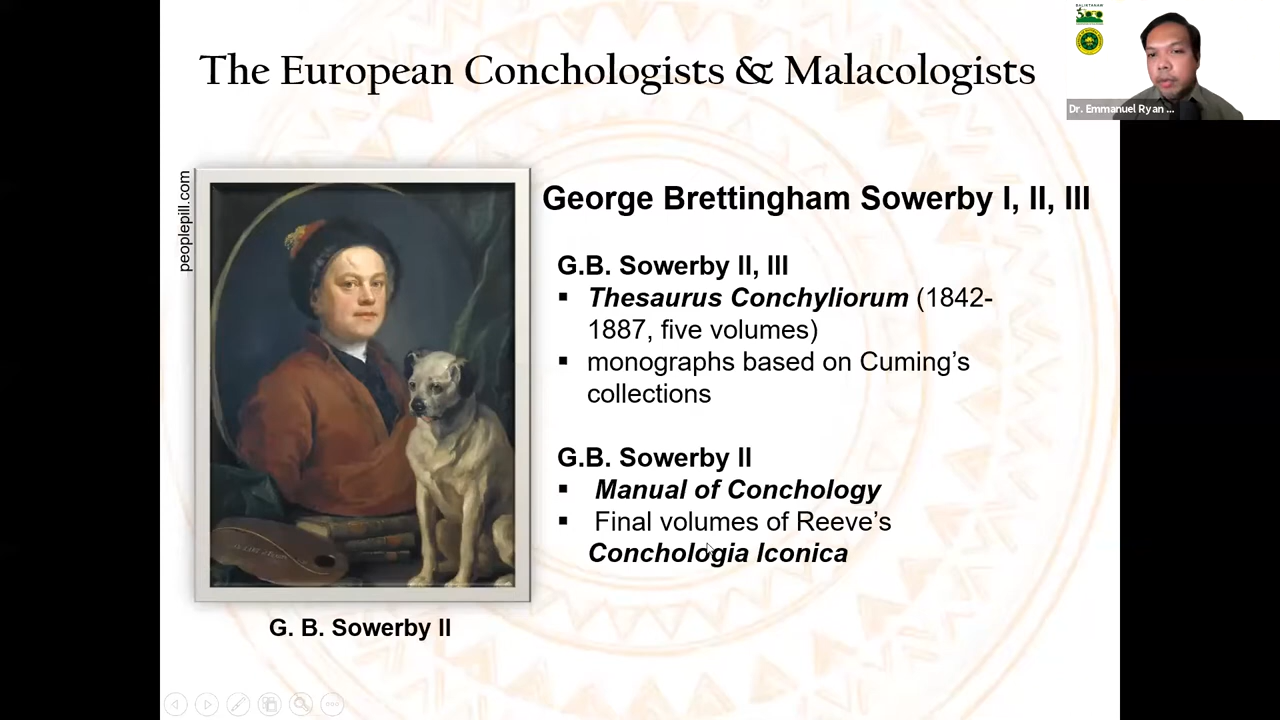 The European Conchologists & Malacologists
BALIKTANAW
Dr. Emmanuel Ryan ...
peoplepill.com
George Brettingham Sowerby I, II, III
G.B. Sowerby II, III
▪ Thesaurus Conchyliorum (1842-
1887, five volumes)
▪ monographs based on Cuming’s
collections
G.B. Sowerby II
▪ Manual of Conchology
▪ Final volumes of Reeve’s
Conchologia Iconica
G. B. Sowerby II